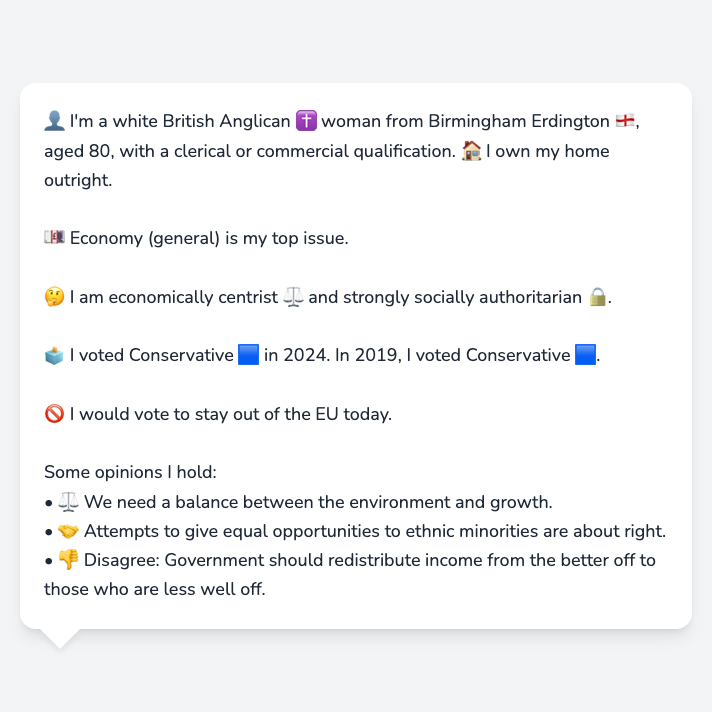 👤 I'm a white British Anglican ✝️ woman from Birmingham Erdington 🏴󠁧󠁢󠁥󠁮󠁧󠁿,
aged 80, with a clerical or commercial qualification. 🏠 I own my home
outright.
💷 Economy (general) is my top issue.
🤔 I am economically centrist ⚖️ and strongly socially authoritarian 🔒.
🗳️ I voted Conservative 🟦 in 2024. In 2019, I voted Conservative 🟦.
🚫 I would vote to stay out of the EU today.
Some opinions I hold:
• ⚖️ We need a balance between the environment and growth.
• 🤝 Attempts to give equal opportunities to ethnic minorities are about right.
• 👎 Disagree: Government should redistribute income from the better off to
those who are less well off.